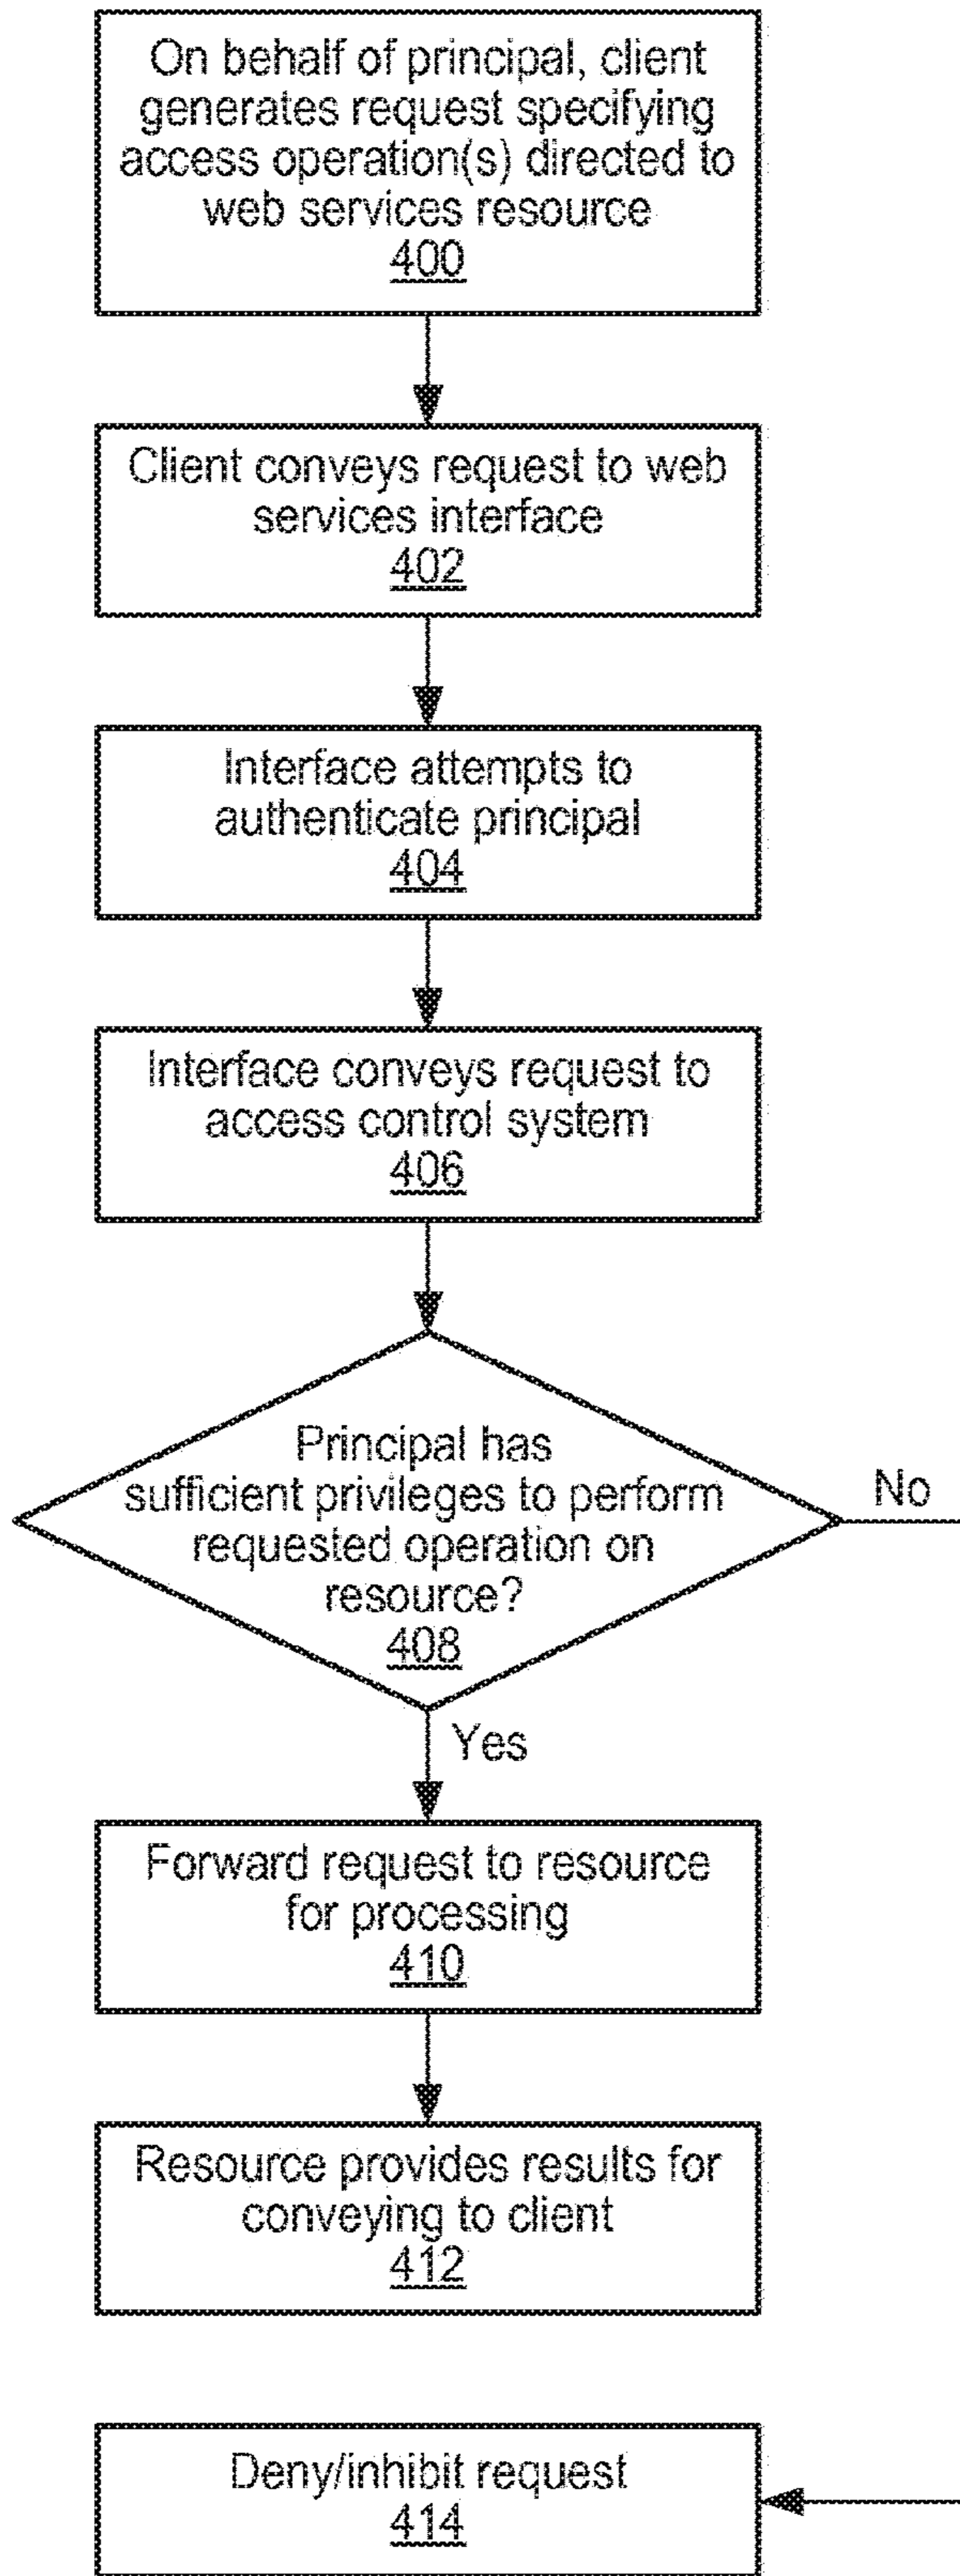 On behalf of principal, client
generates request specifying
access operation(s) directed to
web services resource
400
Client conveys request to web
services interface
402
Interface attempts to
authenticate principal
404
Interface conveys request to
access control system
406
Principal has
sufficient privileges to perform
requested operation on
resource?
408
No
Yes
Forward request to resource
for processing
410
Resource provides results for
conveying to client
412
Deny/inhibit request
414